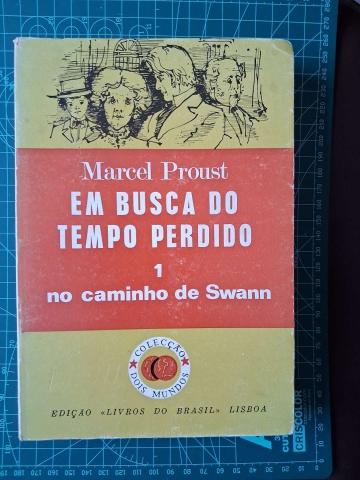 Marcel Proust
EM BUSCA DO
TEMPO PERDIDO
1
no caminho de Swann
COLECÇÃO
DOIS MUNDOS
EDIÇÃO «LIVROS DO BRASIL» LISBOA
CRISCOLOR